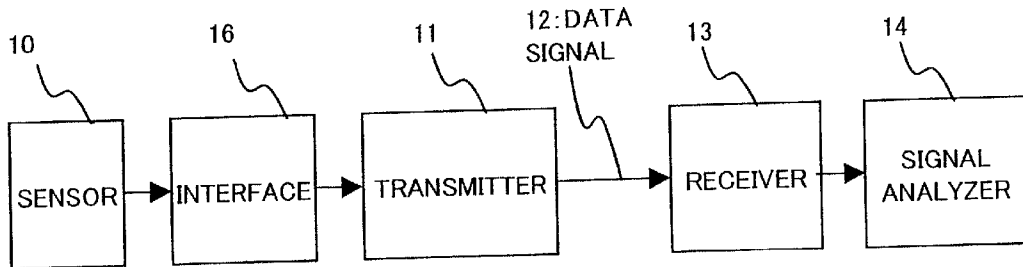 10
16
11
12:DATA
SIGNAL
13
14
SENSOR
INTERFACE
TRANSMITTER
RECEIVER
SIGNAL
ANALYZER